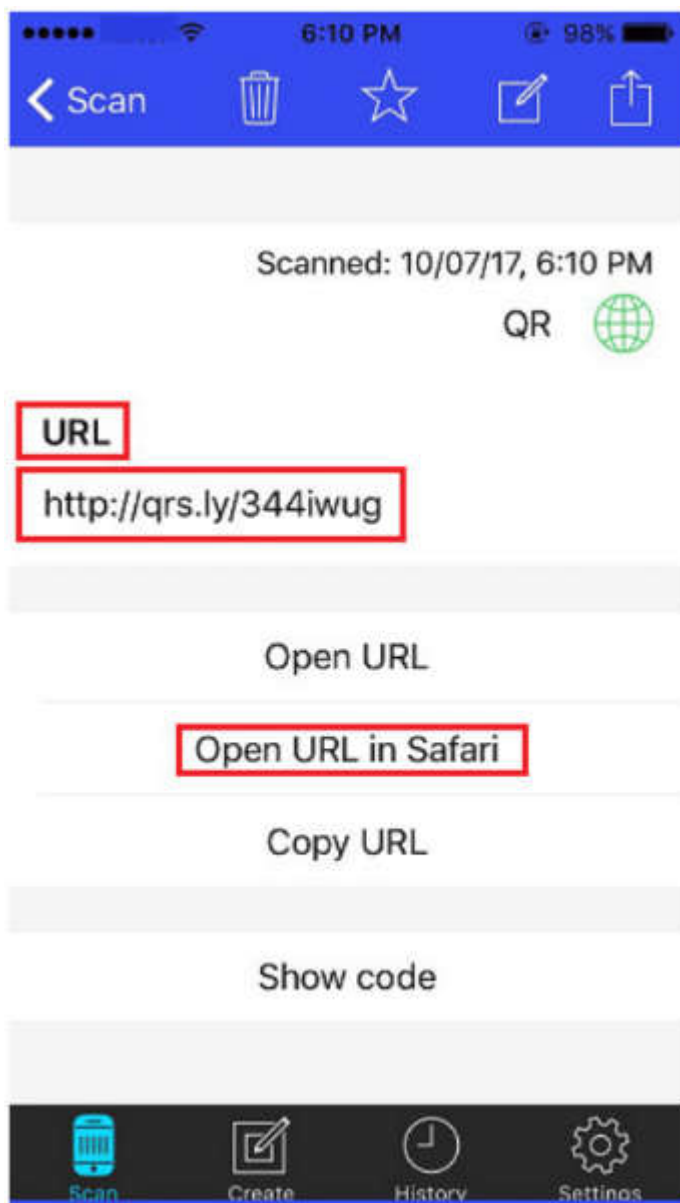 6:10 PM 98%
Scan
Scanned: 10/07/17, 6:10 PM
QR
URL
http://qrs.ly/344iwug
Open URL
Open URL in Safari
Copy URL
Show code
Scan Create History Settings